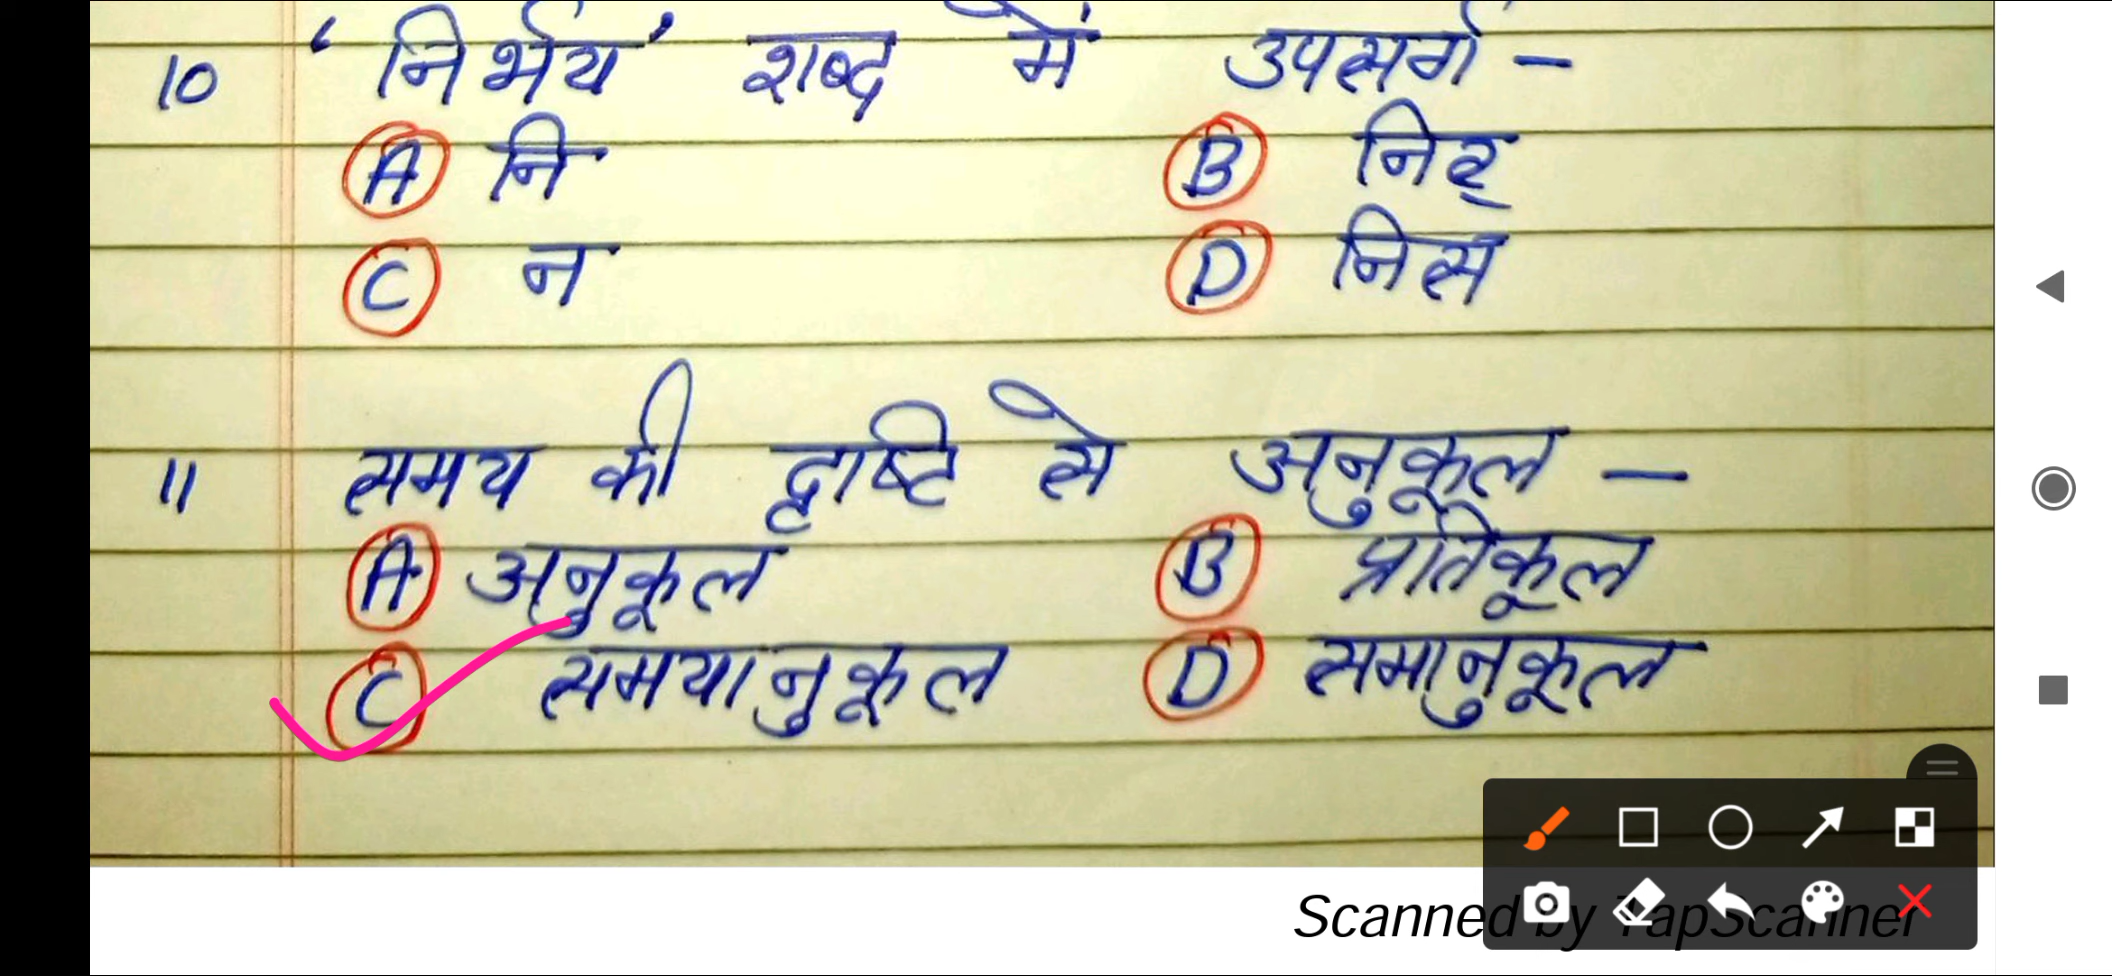 10 'निर्भय' शब्द में उपसर्ग -
A नि B निर्
C न D निस
11 समय की दृष्टि से अनुकूल -
A अनुकूल B प्रतिकूल
C समयानुकूल D समानुकूल
Scanned by TapScanner